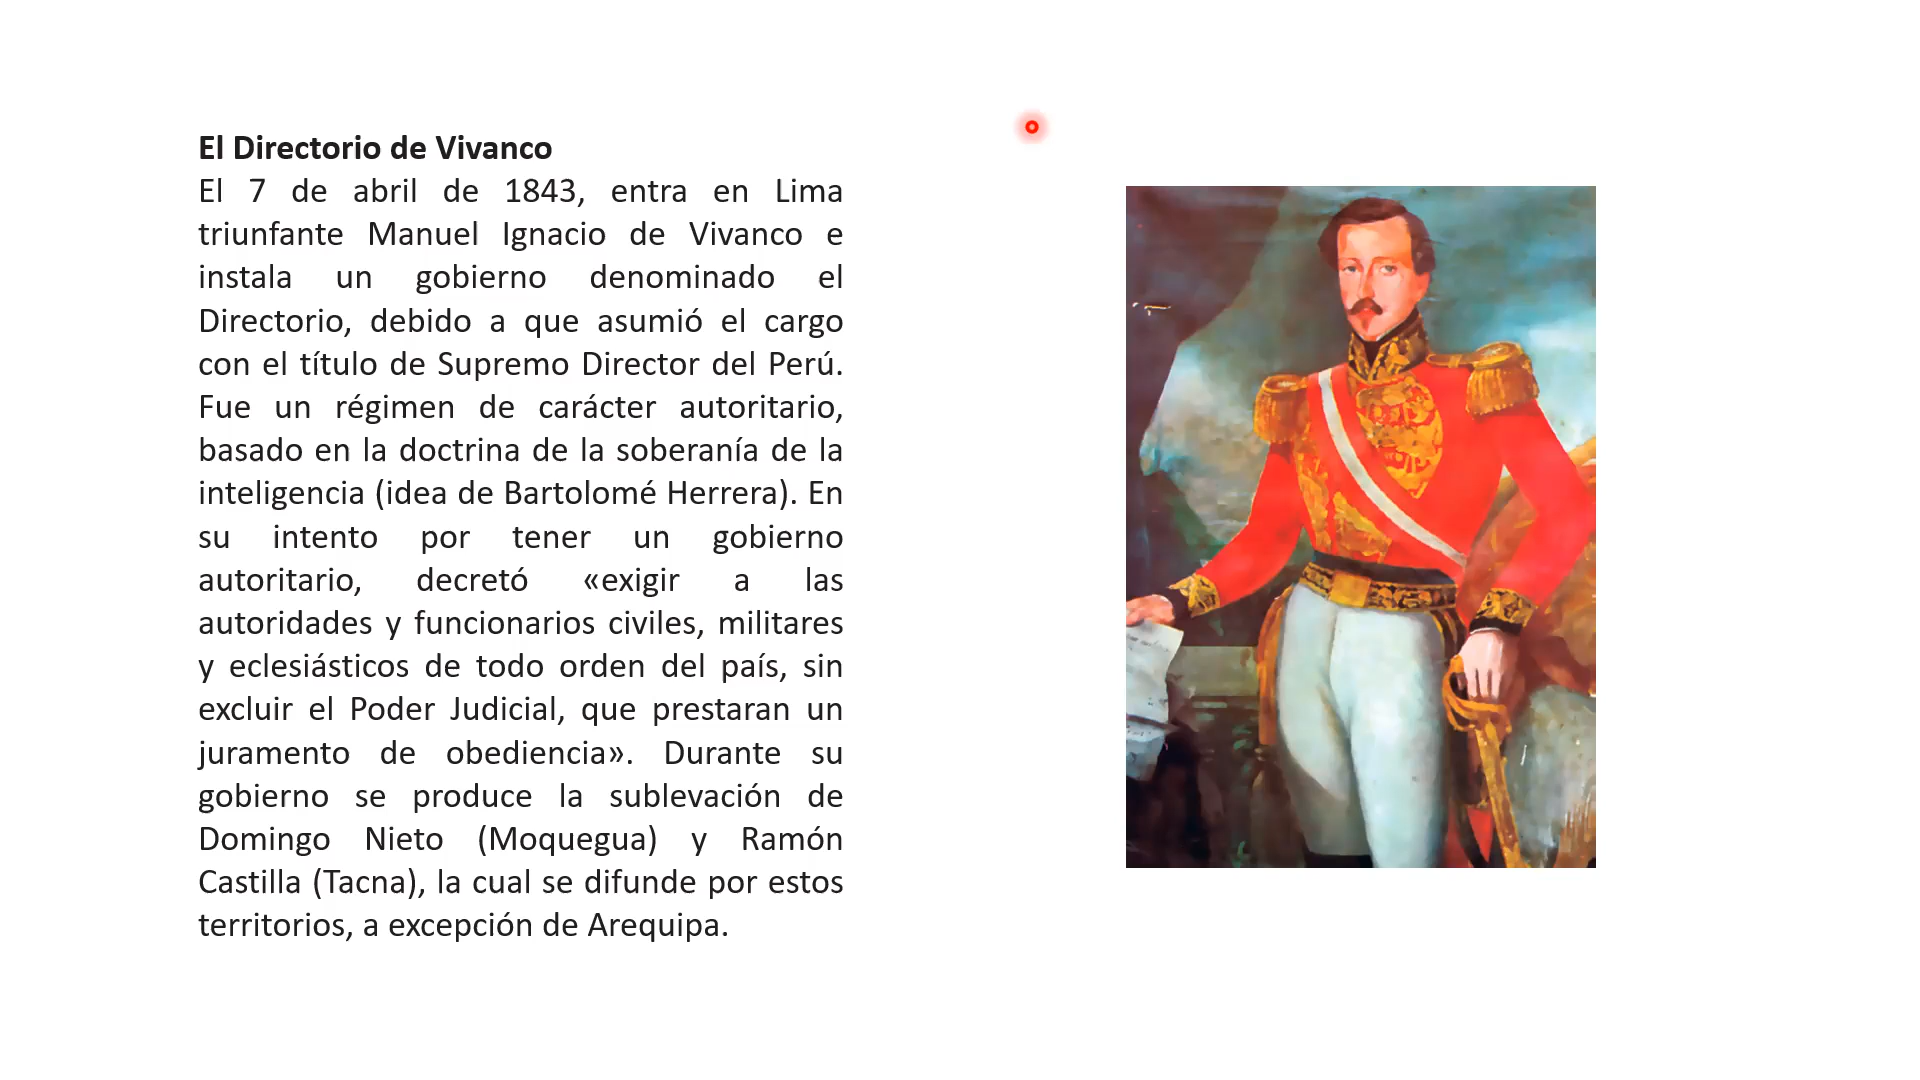 El Directorio de Vivanco
El 7 de abril de 1843, entra en Lima
triunfante Manuel Ignacio de Vivanco e
instala un gobierno denominado el
Directorio, debido a que asumió el cargo
con el título de Supremo Director del Perú.
Fue un régimen de carácter autoritario,
basado en la doctrina de la soberanía de la
inteligencia (idea de Bartolomé Herrera). En
su intento por tener un gobierno
autoritario, decretó «exigir a las
autoridades y funcionarios civiles, militares
y eclesiásticos de todo orden del país, sin
excluir el Poder Judicial, que prestaran un
juramento de obediencia». Durante su
gobierno se produce la sublevación de
Domingo Nieto (Moquegua) y Ramón
Castilla (Tacna), la cual se difunde por estos
territorios, a excepción de Arequipa.